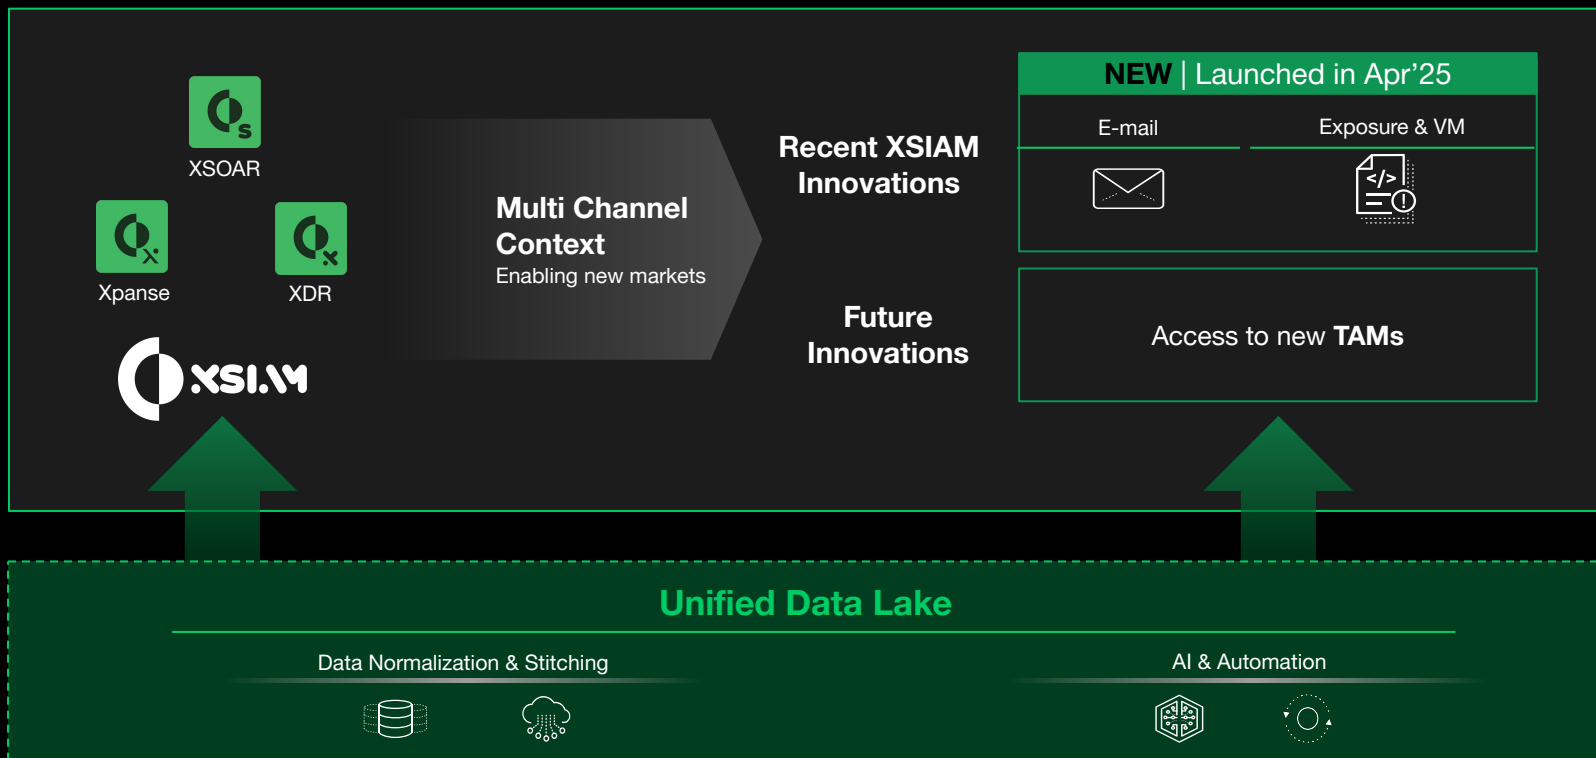 XSOAR
Xpanse
XDR
XSIAM
Multi Channel
Context
Enabling new markets
Recent XSIAM
Innovations
Future
Innovations
NEW | Launched in Apr’25
E-mail
Exposure & VM
</>
!
Access to new TAMs
Unified Data Lake
Data Normalization & Stitching
AI & Automation